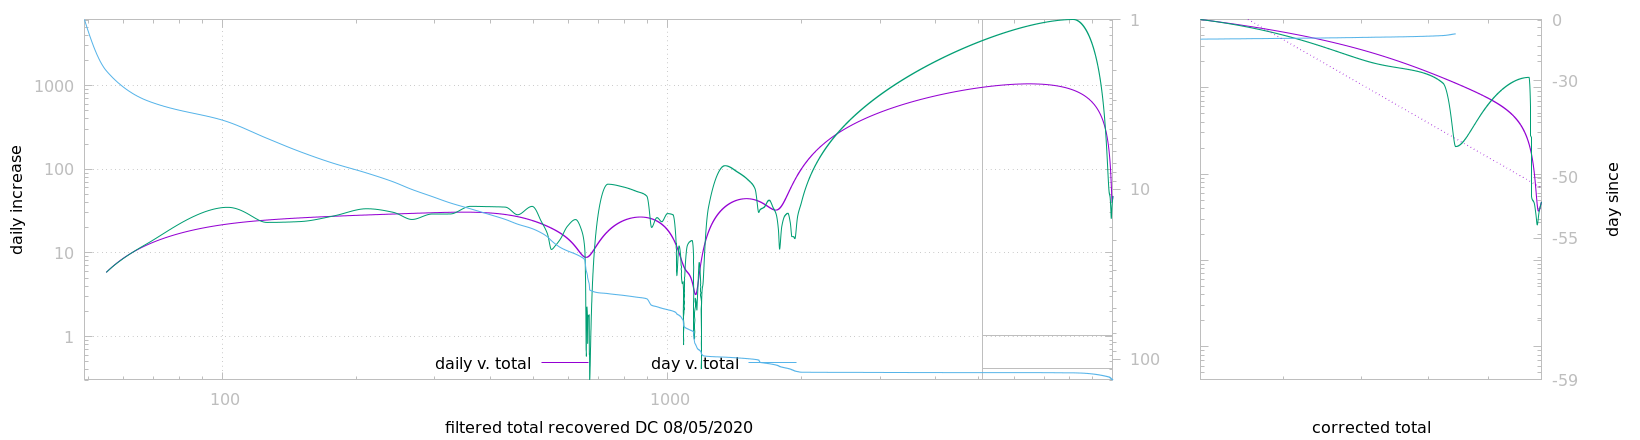 daily increase
1000
100
10
1
100
1000
daily v. total
day v. total
filtered total recovered DC 08/05/2020
1
10
100
0
-30
-50
-55
-59
day since
corrected total